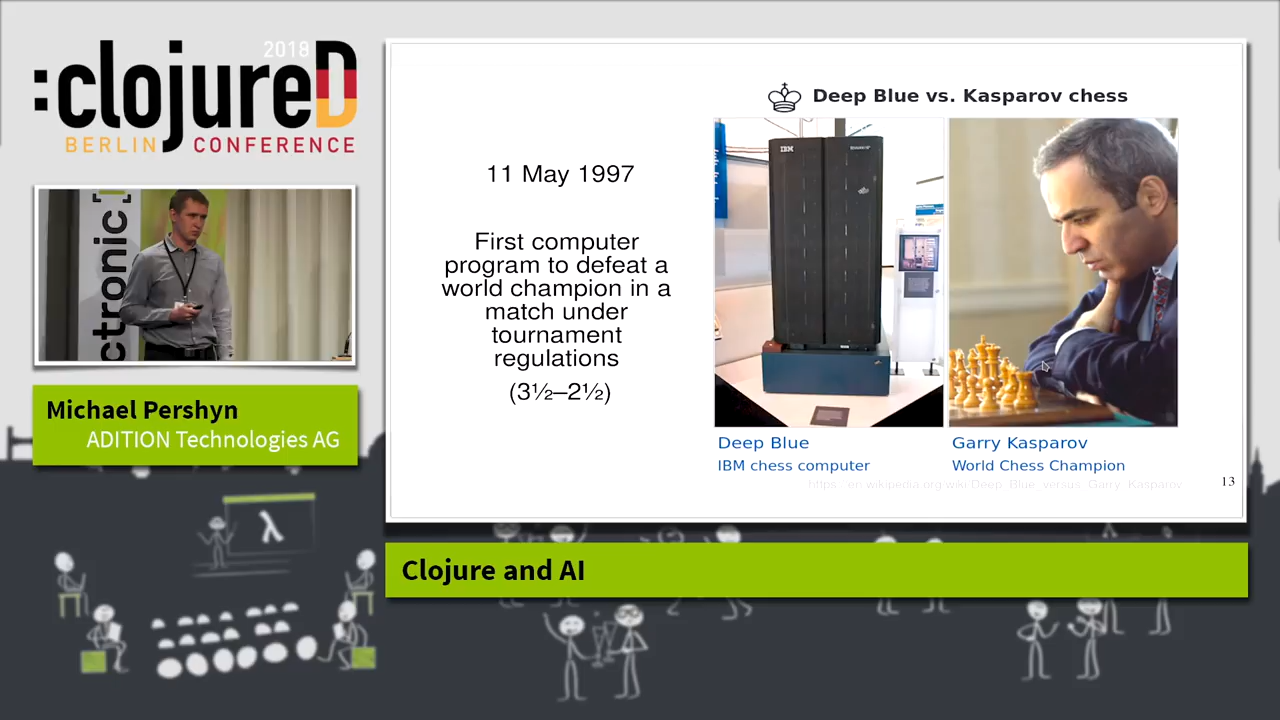 2018
:clojureD
BERLIN CONFERENCE
ctronic[
Michael Pershyn
ADITION Technologies AG
λ
Deep Blue vs. Kasparov chess
11 May 1997
First computer
program to defeat a
world champion in a
match under
tournament
regulations
(3½–2½)
IBM
Deep Blue
IBM chess computer
Garry Kasparov
World Chess Champion
13
Clojure and AI